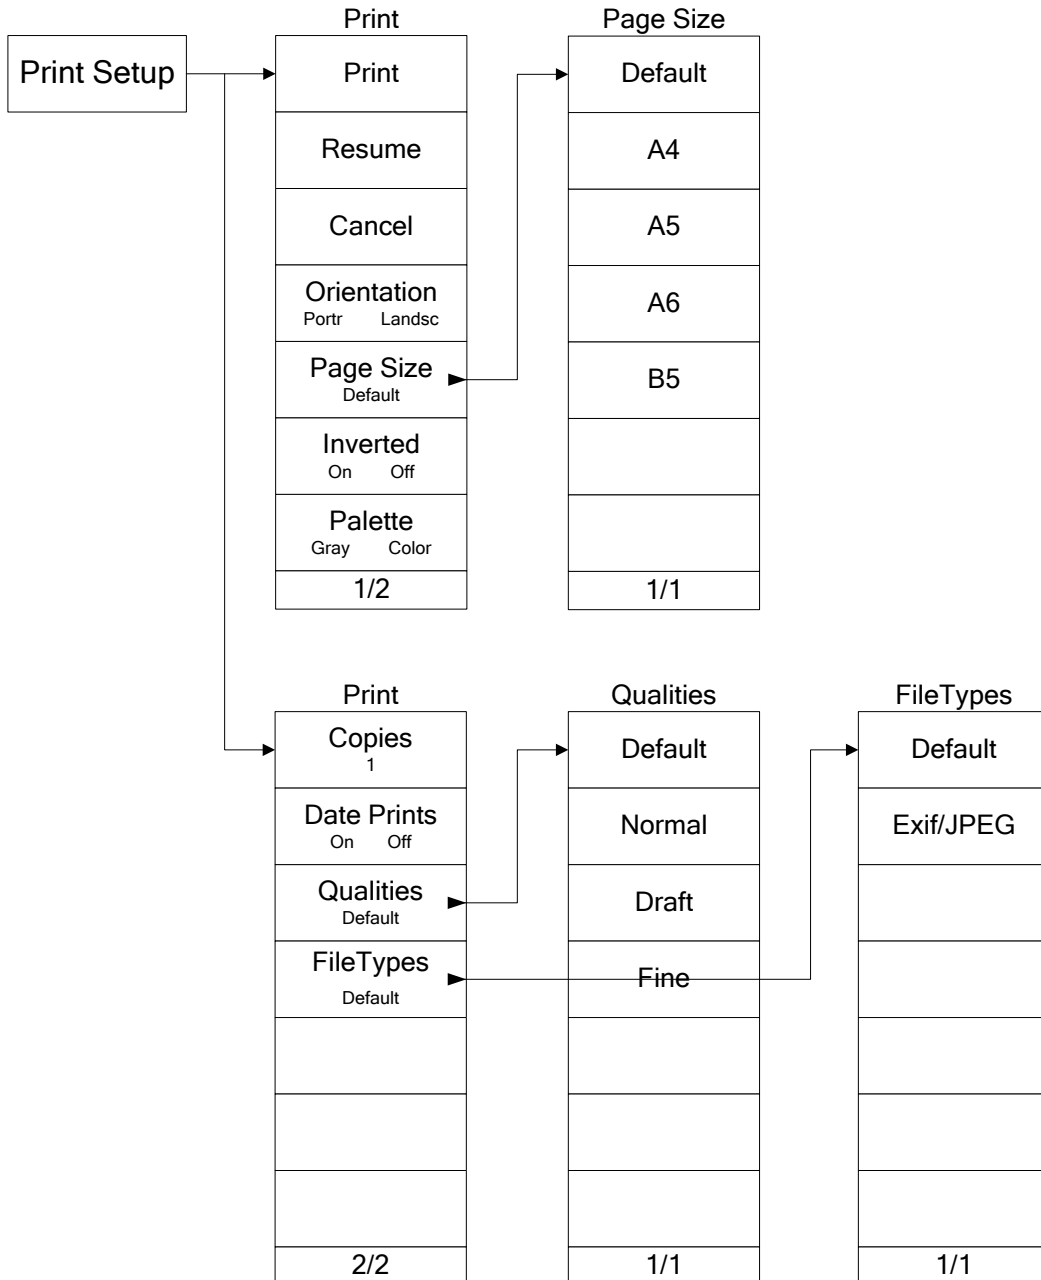 Print
Page Size
Print Setup
Print
Default
Resume
A4
Cancel
A5
Orientation
Portr Landsc
A6
Page Size
Default
B5
Inverted
On Off
Palette
Gray Color
1/2
1/1
Print
Qualities
FileTypes
Copies
1
Default
Default
Date Prints
On Off
Normal
Exif/JPEG
Qualities
Default
Draft
FileTypes
Default
Fine
2/2
1/1
1/1